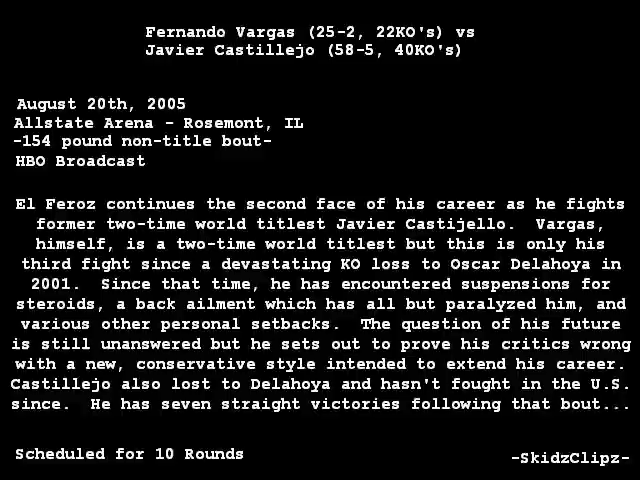 Fernando Vargas (25-2, 22KO's) vs
Javier Castillejo (58-5, 40KO's)
August 20th, 2005
Allstate Arena - Rosemont, IL
-154 pound non-title bout-
HBO Broadcast
El Feroz continues the second face of his career as he fights
former two-time world titlest Javier Castijello. Vargas,
himself, is a two-time world titlest but this is only his
third fight since a devastating KO loss to Oscar Delahoya in
2001. Since that time, he has encountered suspensions for
steroids, a back ailment which has all but paralyzed him, and
various other personal setbacks. The question of his future
is still unanswered but he sets out to prove his critics wrong
with a new, conservative style intended to extend his career.
Castillejo also lost to Delahoya and hasn't fought in the U.S.
since. He has seven straight victories following that bout...
Scheduled for 10 Rounds
-SkidzClipz-